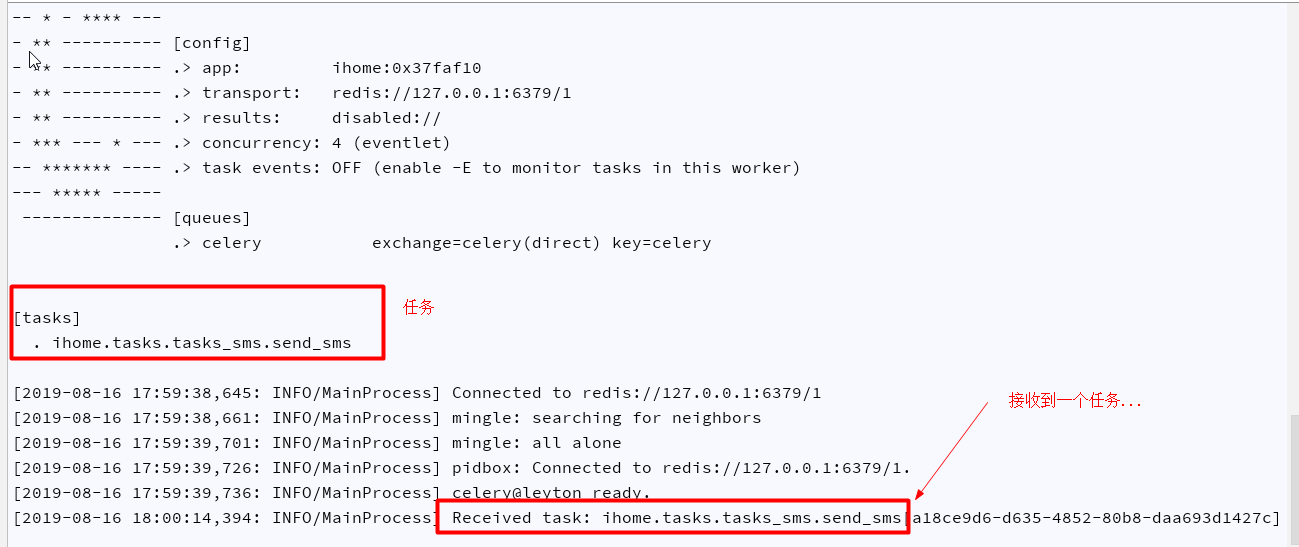 -- * - **** ---
- ** ---------- [config]
- ** ---------- .> app:         ihome:0x37faf10
- ** ---------- .> transport:   redis://127.0.0.1:6379/1
- ** ---------- .> results:     disabled://
- *** --- * --- .> concurrency: 4 (eventlet)
-- ******* ---- .> task events: OFF (enable -E to monitor tasks in this worker)
--- ***** -----
 -------------- [queues]
                .> celery           exchange=celery(direct) key=celery
任务
[tasks]
  . ihome.tasks.tasks_sms.send_sms
[2019-08-16 17:59:38,645: INFO/MainProcess] Connected to redis://127.0.0.1:6379/1
接收到一个任务...
[2019-08-16 17:59:38,661: INFO/MainProcess] mingle: searching for neighbors
[2019-08-16 17:59:39,701: INFO/MainProcess] mingle: all alone
[2019-08-16 17:59:39,726: INFO/MainProcess] pidbox: Connected to redis://127.0.0.1:6379/1.
[2019-08-16 17:59:39,736: INFO/MainProcess] celery@leyton ready.
[2019-08-16 18:00:14,394: INFO/MainProcess] Received task: ihome.tasks.tasks_sms.send_sms[a18ce9d6-d635-4852-80b8-daa693d1427c]